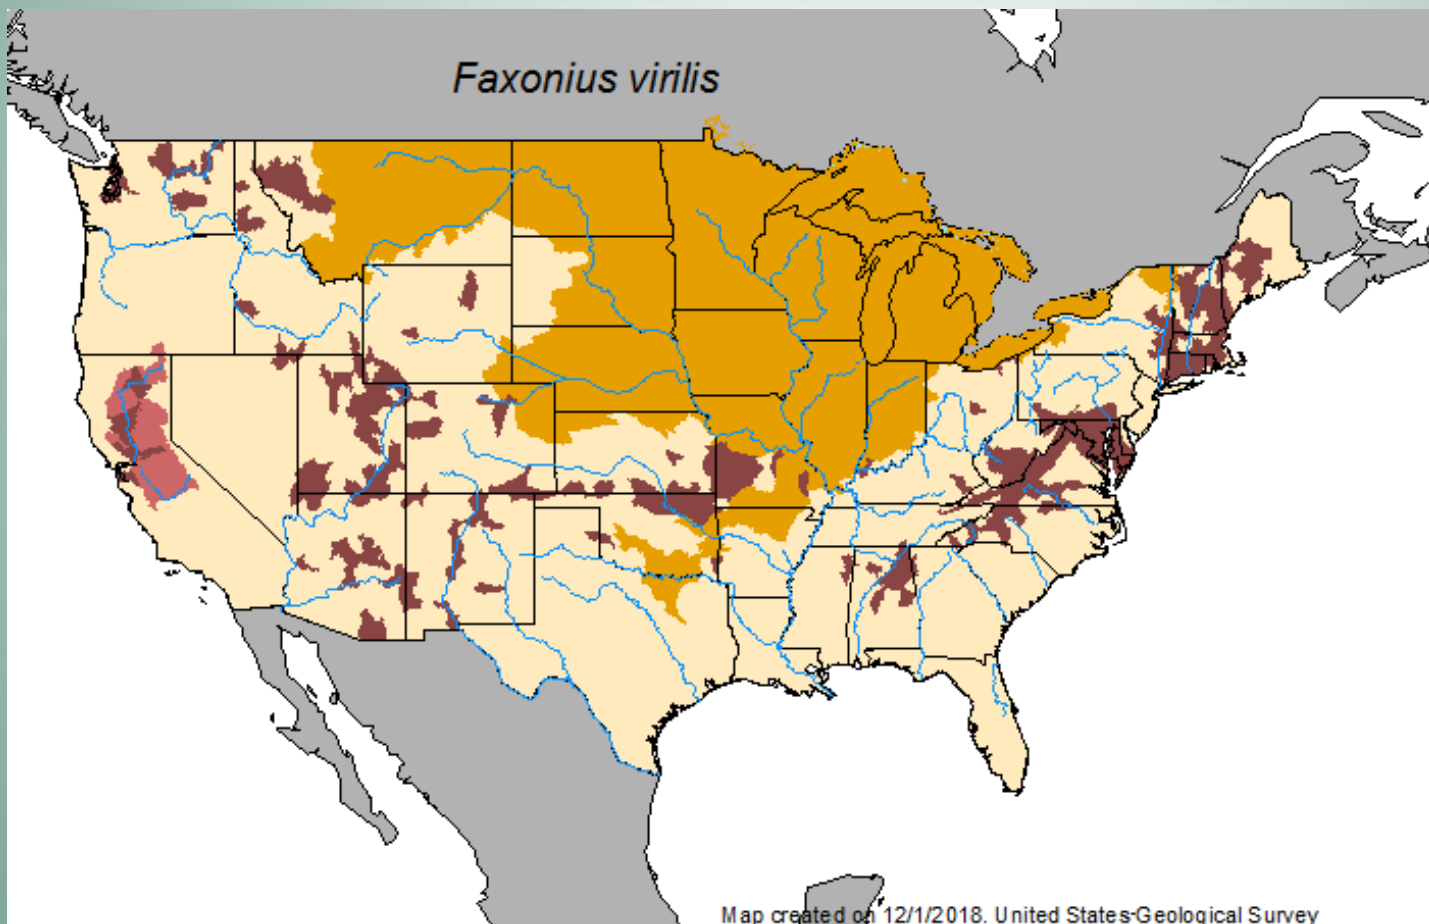 Faxonius virilis
Map created on 12/1/2018. United States Geological Survey